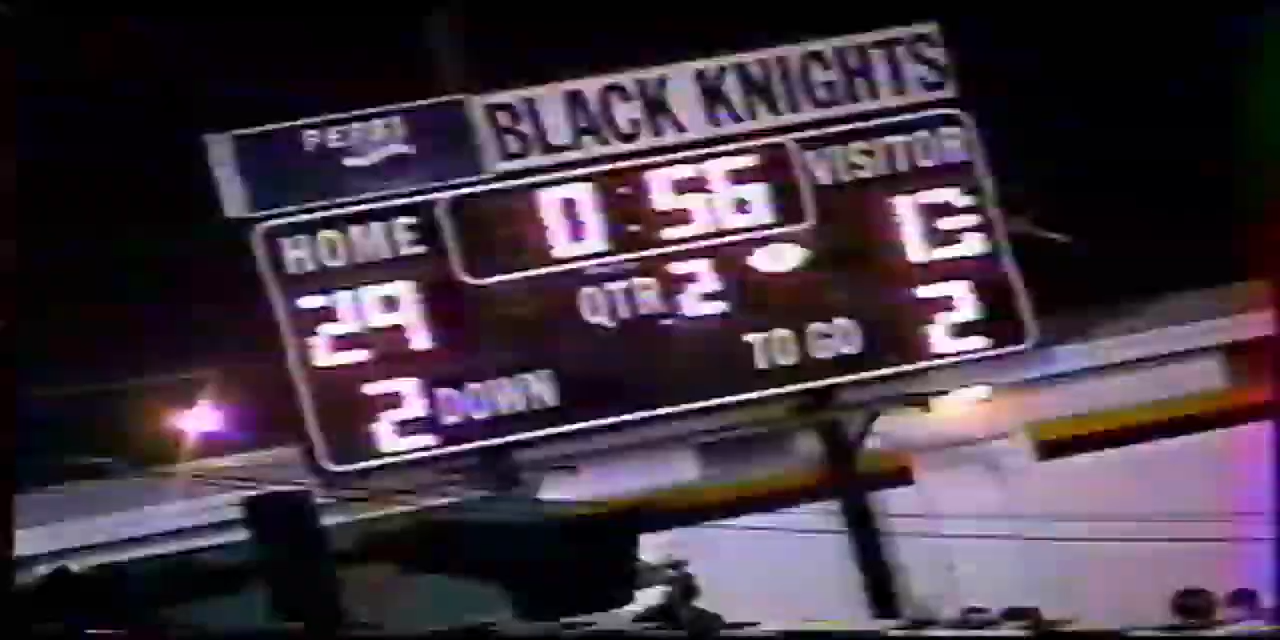 PEPSI BLACK KNIGHTS
HOME 0:56 VISITOR
29 QTR 2
2 DOWN TO GO 2